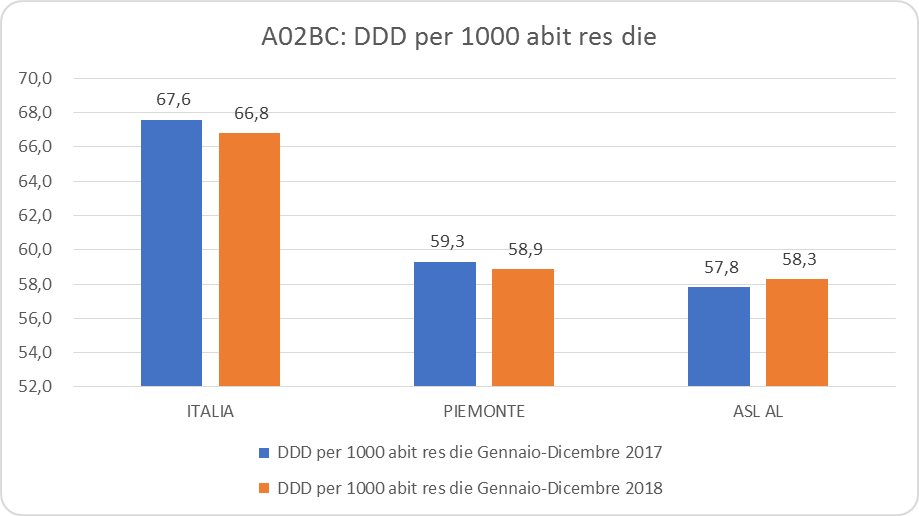 A02BC: DDD per 1000 abit res die
70,0
68,0
66,0
64,0
62,0
60,0
58,0
56,0
54,0
52,0
67,6
66,8
59,3
58,9
57,8
58,3
ITALIA
PIEMONTE
ASL AL
DDD per 1000 abit res die Gennaio-Dicembre 2017
DDD per 1000 abit res die Gennaio-Dicembre 2018